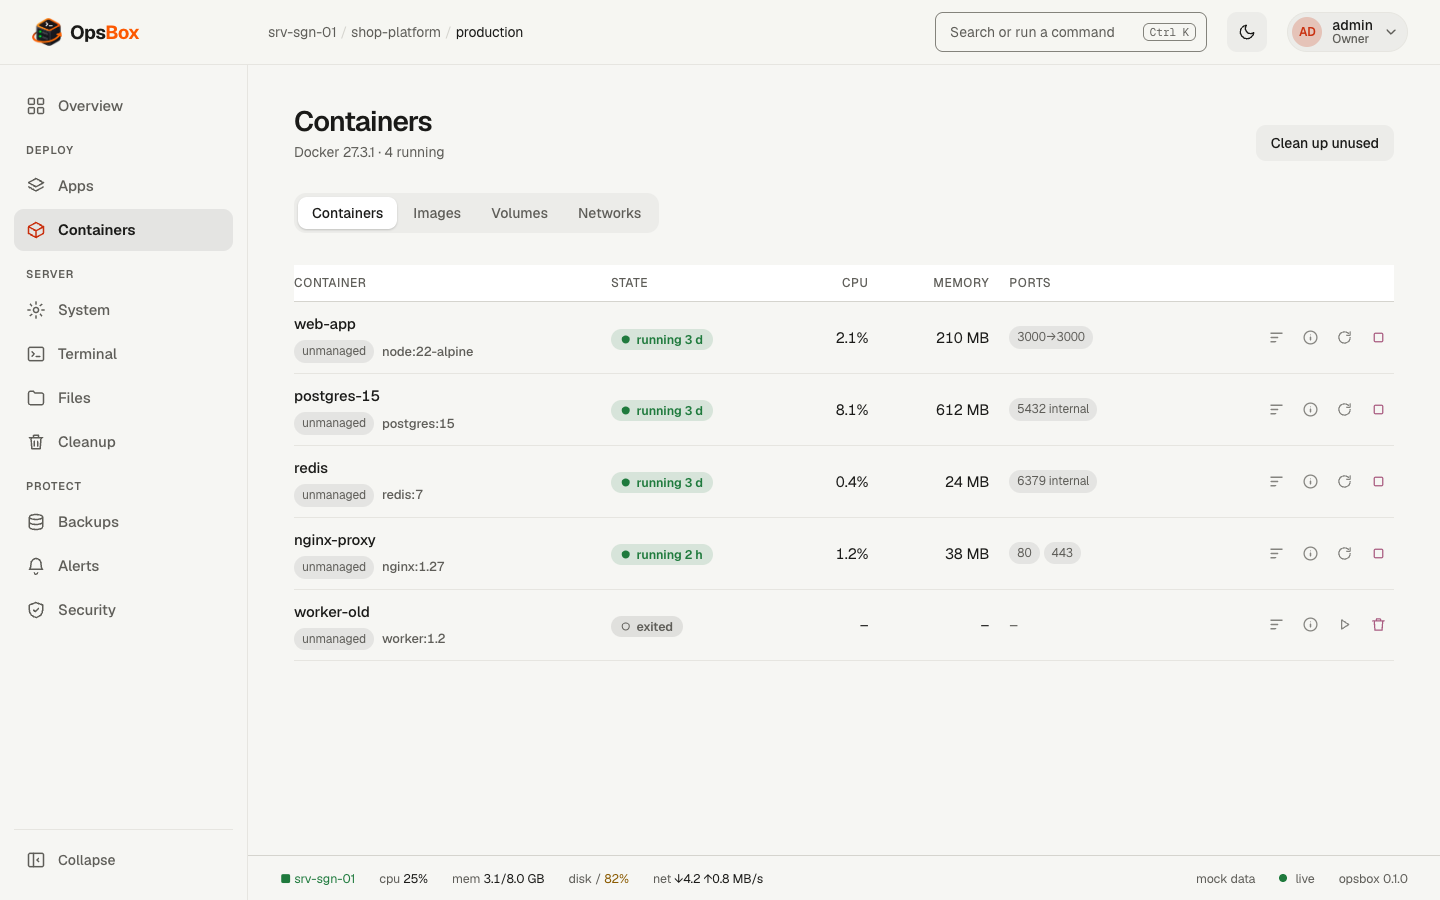 OpsBox
srv-sgn-01 / shop-platform / production
Search or run a command Ctrl K
AD
admin
Owner
Overview
DEPLOY
Apps
Containers
SERVER
System
Terminal
Files
Cleanup
PROTECT
Backups
Alerts
Security
Collapse
Containers
Docker 27.3.1 · 4 running
Clean up unused
Containers Images Volumes Networks
CONTAINER STATE CPU MEMORY PORTS
web-app
unmanaged node:22-alpine
running 3 d 2.1% 210 MB 3000→3000
postgres-15
unmanaged postgres:15
running 3 d 8.1% 612 MB 5432 internal
redis
unmanaged redis:7
running 3 d 0.4% 24 MB 6379 internal
nginx-proxy
unmanaged nginx:1.27
running 2 h 1.2% 38 MB 80 443
worker-old
unmanaged worker:1.2
exited – – –
srv-sgn-01 cpu 25% mem 3.1/8.0 GB disk / 82% net ↓4.2 ↑0.8 MB/s mock data live opsbox 0.1.0